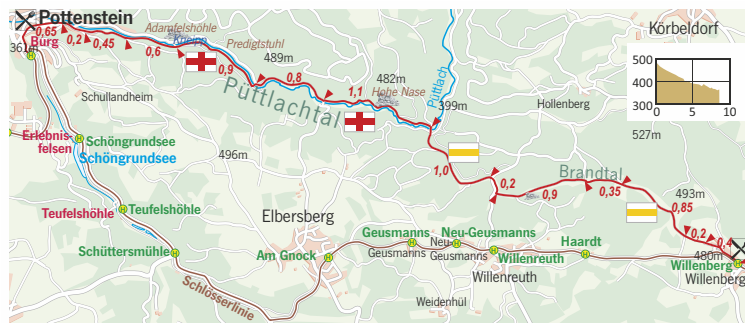 Pottenstein
0,65
0,2
0,45
0,6
0,9
0,8
1,1
Adamfelshöhle
Kneipp
Predigtstuhl
489m
482m
Hohe Nase
Püttlachtal
Püttlach
399m
Körbeldorf
500
400
300
0
5
10
Hollenberg
527m
361m
Burg
Schullandheim
Erlebnis-
felsen
Schöngrundsee
Schöngrundsee
496m
Teufelshöhle
Teufelshöhle
Schüttersmühle
Schlösserlinie
Elbersberg
Am Gnock
Geusmanns
Geusmanns
Neu-Geusmanns
Neu-
Geusmanns
Willenreuth
Willenreuth
Weidenhül
Haardt
1,0
0,2
0,9
Brandtal
0,35
0,85
493m
0,2
0,4
480m
Willenberg
Willenberg